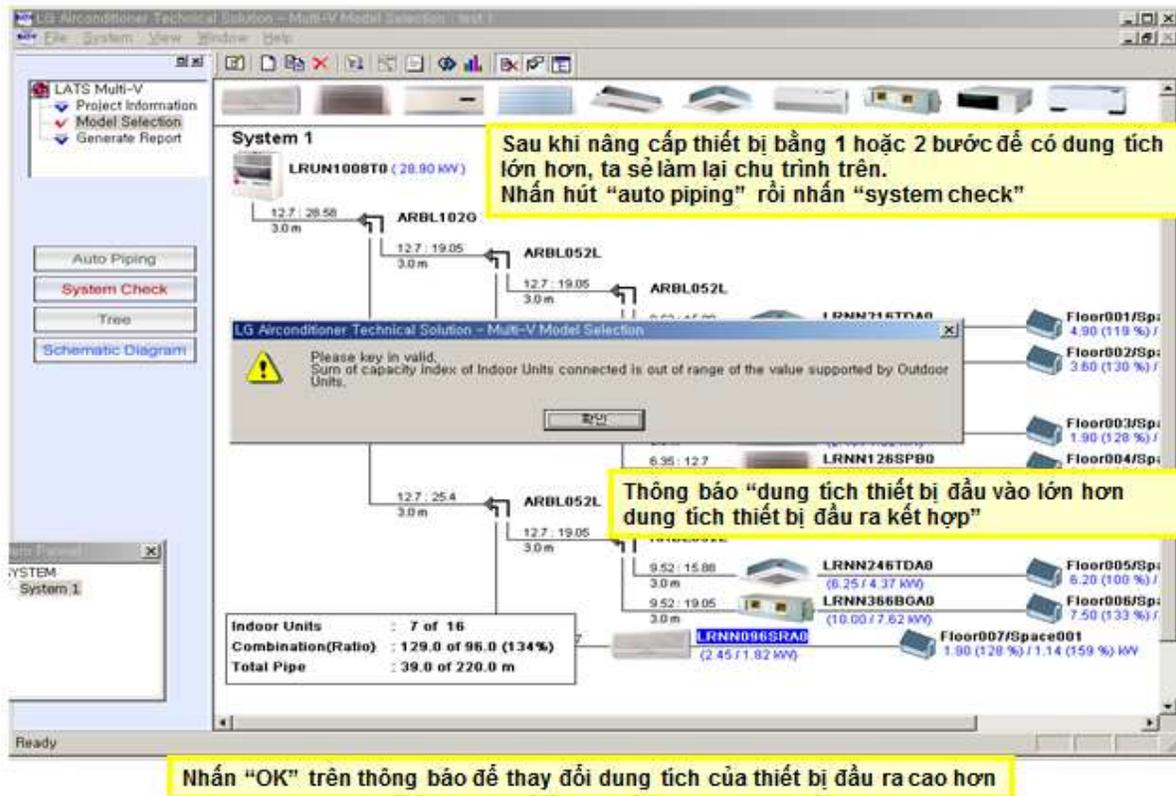 LG Airconditioner Technical Solution - Multi-V Model Selection : test 1
File System View Window Help
LATS Multi-V
Project Information
Model Selection
Generate Report
Auto Piping
System Check
Tree
Schematic Diagram
System 1
LRUN1008T0 (28.90 kW)
Sau khi nâng cấp thiết bị bằng 1 hoặc 2 bước để có dung tích
lớn hơn, ta sẻ làm lại chu trình trên.
Nhấn hút “auto piping” rồi nhấn “system check”
12.7 : 28.58
3.0 m
ARBL1020
12.7 : 19.05
3.0 m
ARBL052L
12.7 : 19.05
3.0 m
ARBL052L
LRNN216TDA0
Floor001/Spa
4.90 (119 %) /
Floor002/Spa
3.60 (130 %) /
LG Airconditioner Technical Solution - Multi-V Model Selection
Please key in valid.
Sum of capacity index of Indoor Units connected is out of range of the value supported by Outdoor
Units.
확인
Floor003/Spa
1.90 (128 %) /
6.35 : 12.7
LRNN126SPB0
Floor004/Spa
12.7 : 25.4
3.0 m
ARBL052L
Thông báo “dung tích thiết bị đầu vào lớn hơn
dung tích thiết bị đầu ra kết hợp”
12.7 : 19.05
3.0 m
9.52 : 15.88
3.0 m
LRNN246TDA0
(6.25 / 4.37 kW)
Floor005/Spa
6.20 (100 %) /
9.52 : 19.05
3.0 m
LRNN366BGA0
(10.00 / 7.62 kW)
Floor006/Spa
7.50 (133 %) /
YSTEM
System 1
Indoor Units : 7 of 16
Combination(Ratio) : 129.0 of 96.0 (134%)
Total Pipe : 39.0 of 220.0 m
LRNN096SRA0
(2.45 / 1.82 kW)
Floor007/Space001
1.90 (128 %) / 1.14 (159 %) kW
Ready
Nhấn “OK” trên thông báo để thay đổi dung tích của thiết bị đầu ra cao hơn